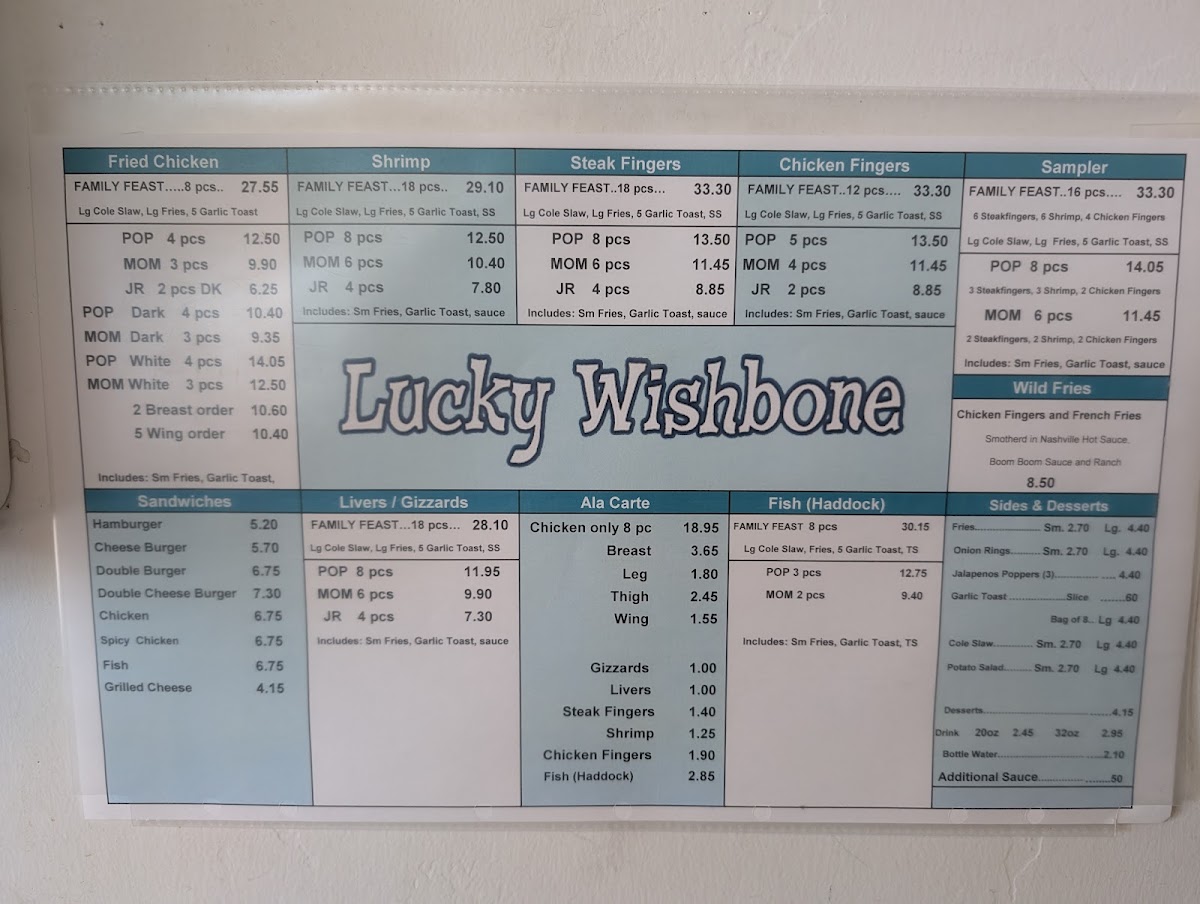 Fried Chicken
FAMILY FEAST.....8 pcs.. 27.55
Lg Cole Slaw, Lg Fries, 5 Garlic Toast
POP 4 pcs 12.50
MOM 3 pcs 9.90
JR 2 pcs DK 6.25
POP Dark 4 pcs 10.40
MOM Dark 3 pcs 9.35
POP White 4 pcs 14.05
MOM White 3 pcs 12.50
2 Breast order 10.60
5 Wing order 10.40
Includes: Sm Fries, Garlic Toast,
Shrimp
FAMILY FEAST...18 pcs.. 29.10
Lg Cole Slaw, Lg Fries, 5 Garlic Toast, SS
POP 8 pcs 12.50
MOM 6 pcs 10.40
JR 4 pcs 7.80
Includes: Sm Fries, Garlic Toast, sauce
Steak Fingers
FAMILY FEAST..18 pcs... 33.30
Lg Cole Slaw, Lg Fries, 5 Garlic Toast, SS
POP 8 pcs 13.50
MOM 6 pcs 11.45
JR 4 pcs 8.85
Includes: Sm Fries, Garlic Toast, sauce
Chicken Fingers
FAMILY FEAST..12 pcs.... 33.30
Lg Cole Slaw, Lg Fries, 5 Garlic Toast, SS
POP 5 pcs 13.50
MOM 4 pcs 11.45
JR 2 pcs 8.85
Includes: Sm Fries, Garlic Toast, sauce
Sampler
FAMILY FEAST..16 pcs.... 33.30
6 Steakfingers, 6 Shrimp, 4 Chicken Fingers
Lg Cole Slaw, Lg Fries, 5 Garlic Toast, SS
POP 8 pcs 14.05
3 Steakfingers, 3 Shrimp, 2 Chicken Fingers
MOM 6 pcs 11.45
2 Steakfingers, 2 Shrimp, 2 Chicken Fingers
Includes: Sm Fries, Garlic Toast, sauce
Lucky Wishbone
Wild Fries
Chicken Fingers and French Fries
Smotherd in Nashville Hot Sauce,
Boom Boom Sauce and Ranch
8.50
Sandwiches
Hamburger 5.20
Cheese Burger 5.70
Double Burger 6.75
Double Cheese Burger 7.30
Chicken 6.75
Spicy Chicken 6.75
Fish 6.75
Grilled Cheese 4.15
Livers / Gizzards
FAMILY FEAST...18 pcs... 28.10
Lg Cole Slaw, Lg Fries, 5 Garlic Toast, SS
POP 8 pcs 11.95
MOM 6 pcs 9.90
JR 4 pcs 7.30
Includes: Sm Fries, Garlic Toast, sauce
Ala Carte
Chicken only 8 pc 18.95
Breast 3.65
Leg 1.80
Thigh 2.45
Wing 1.55
Gizzards 1.00
Livers 1.00
Steak Fingers 1.40
Shrimp 1.25
Chicken Fingers 1.90
Fish (Haddock) 2.85
Fish (Haddock)
FAMILY FEAST 8 pcs 30.15
Lg Cole Slaw, Fries, 5 Garlic Toast, TS
POP 3 pcs 12.75
MOM 2 pcs 9.40
Includes: Sm Fries, Garlic Toast, TS
Sides & Desserts
Fries.......................... Sm. 2.70 Lg. 4.40
Onion Rings......... Sm. 2.70 Lg. 4.40
Jalapenos Poppers (3).................. .... 4.40
Garlic Toast ......................Slice .......60
Bag of 8... Lg 4.40
Cole Slaw............... Sm. 2.70 Lg 4.40
Potato Salad......... Sm. 2.70 Lg 4.40
Desserts...........................................4.15
Drink 20oz 2.45 32oz 2.95
Bottle Water.................................2.10
Additional Sauce..................50